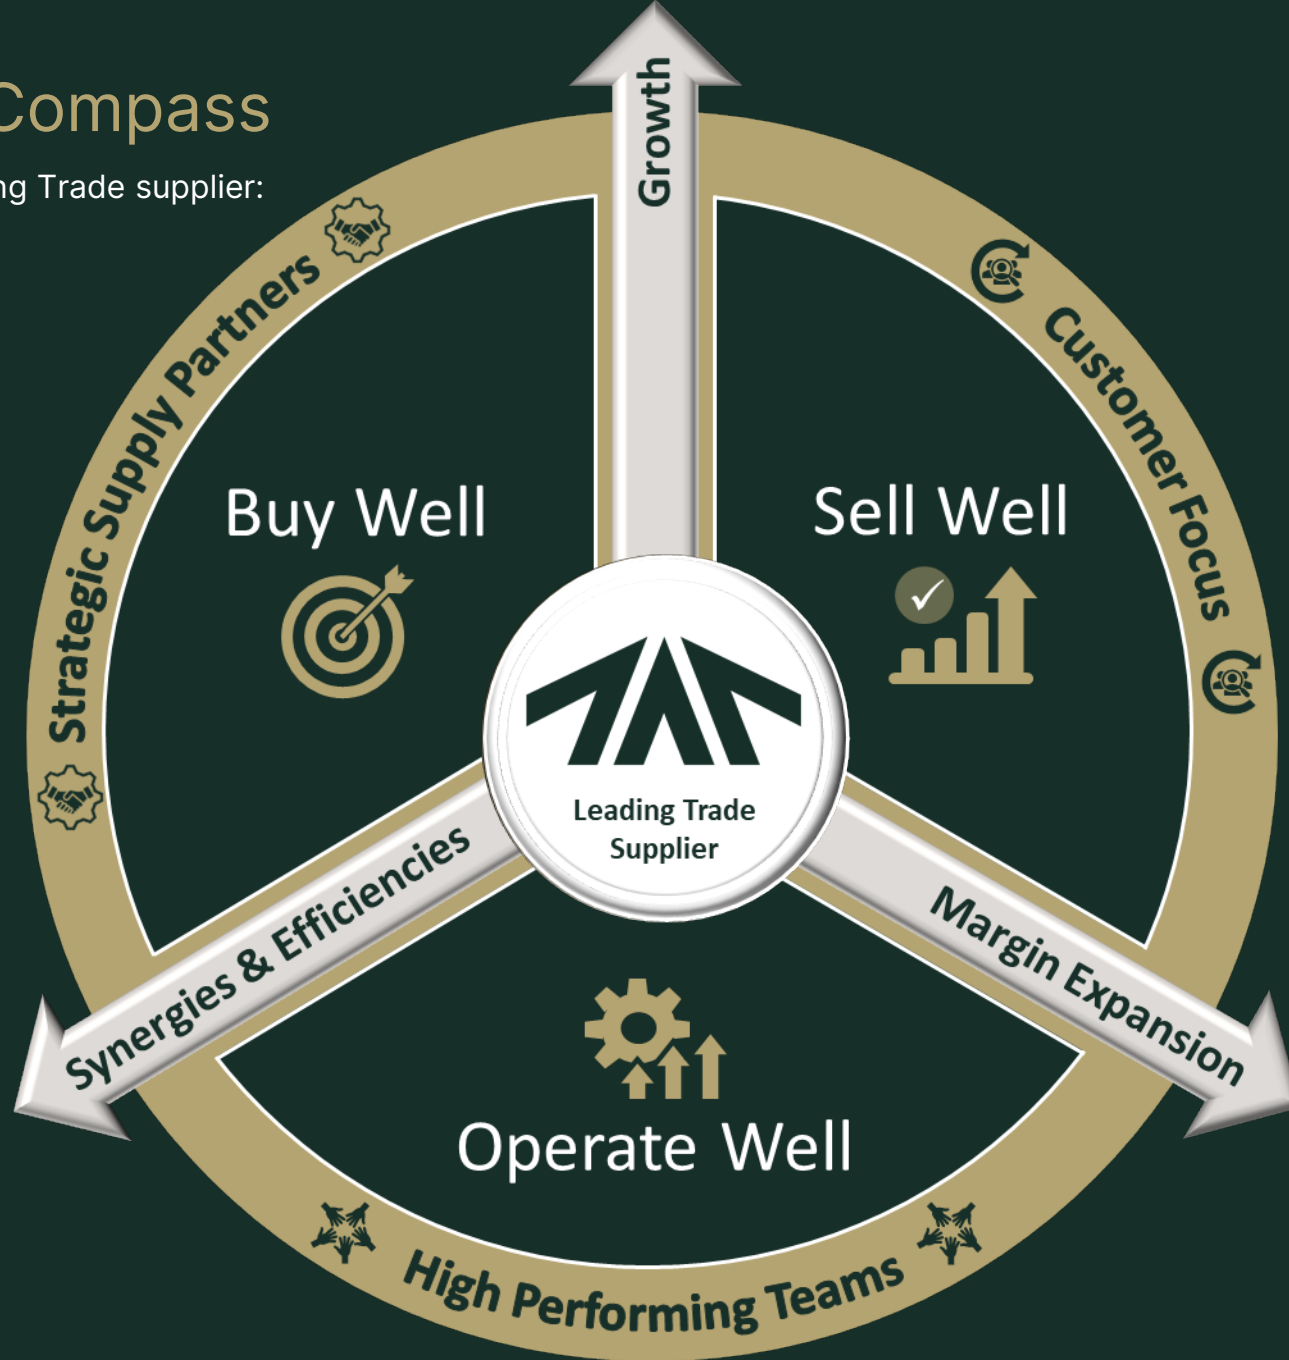 Compass
ng Trade supplier:
Growth
Strategic Supply Partners
Customer Focus
Buy Well
Sell Well
Leading Trade
Supplier
Synergies & Efficiencies
Margin Expansion
Operate Well
High Performing Teams